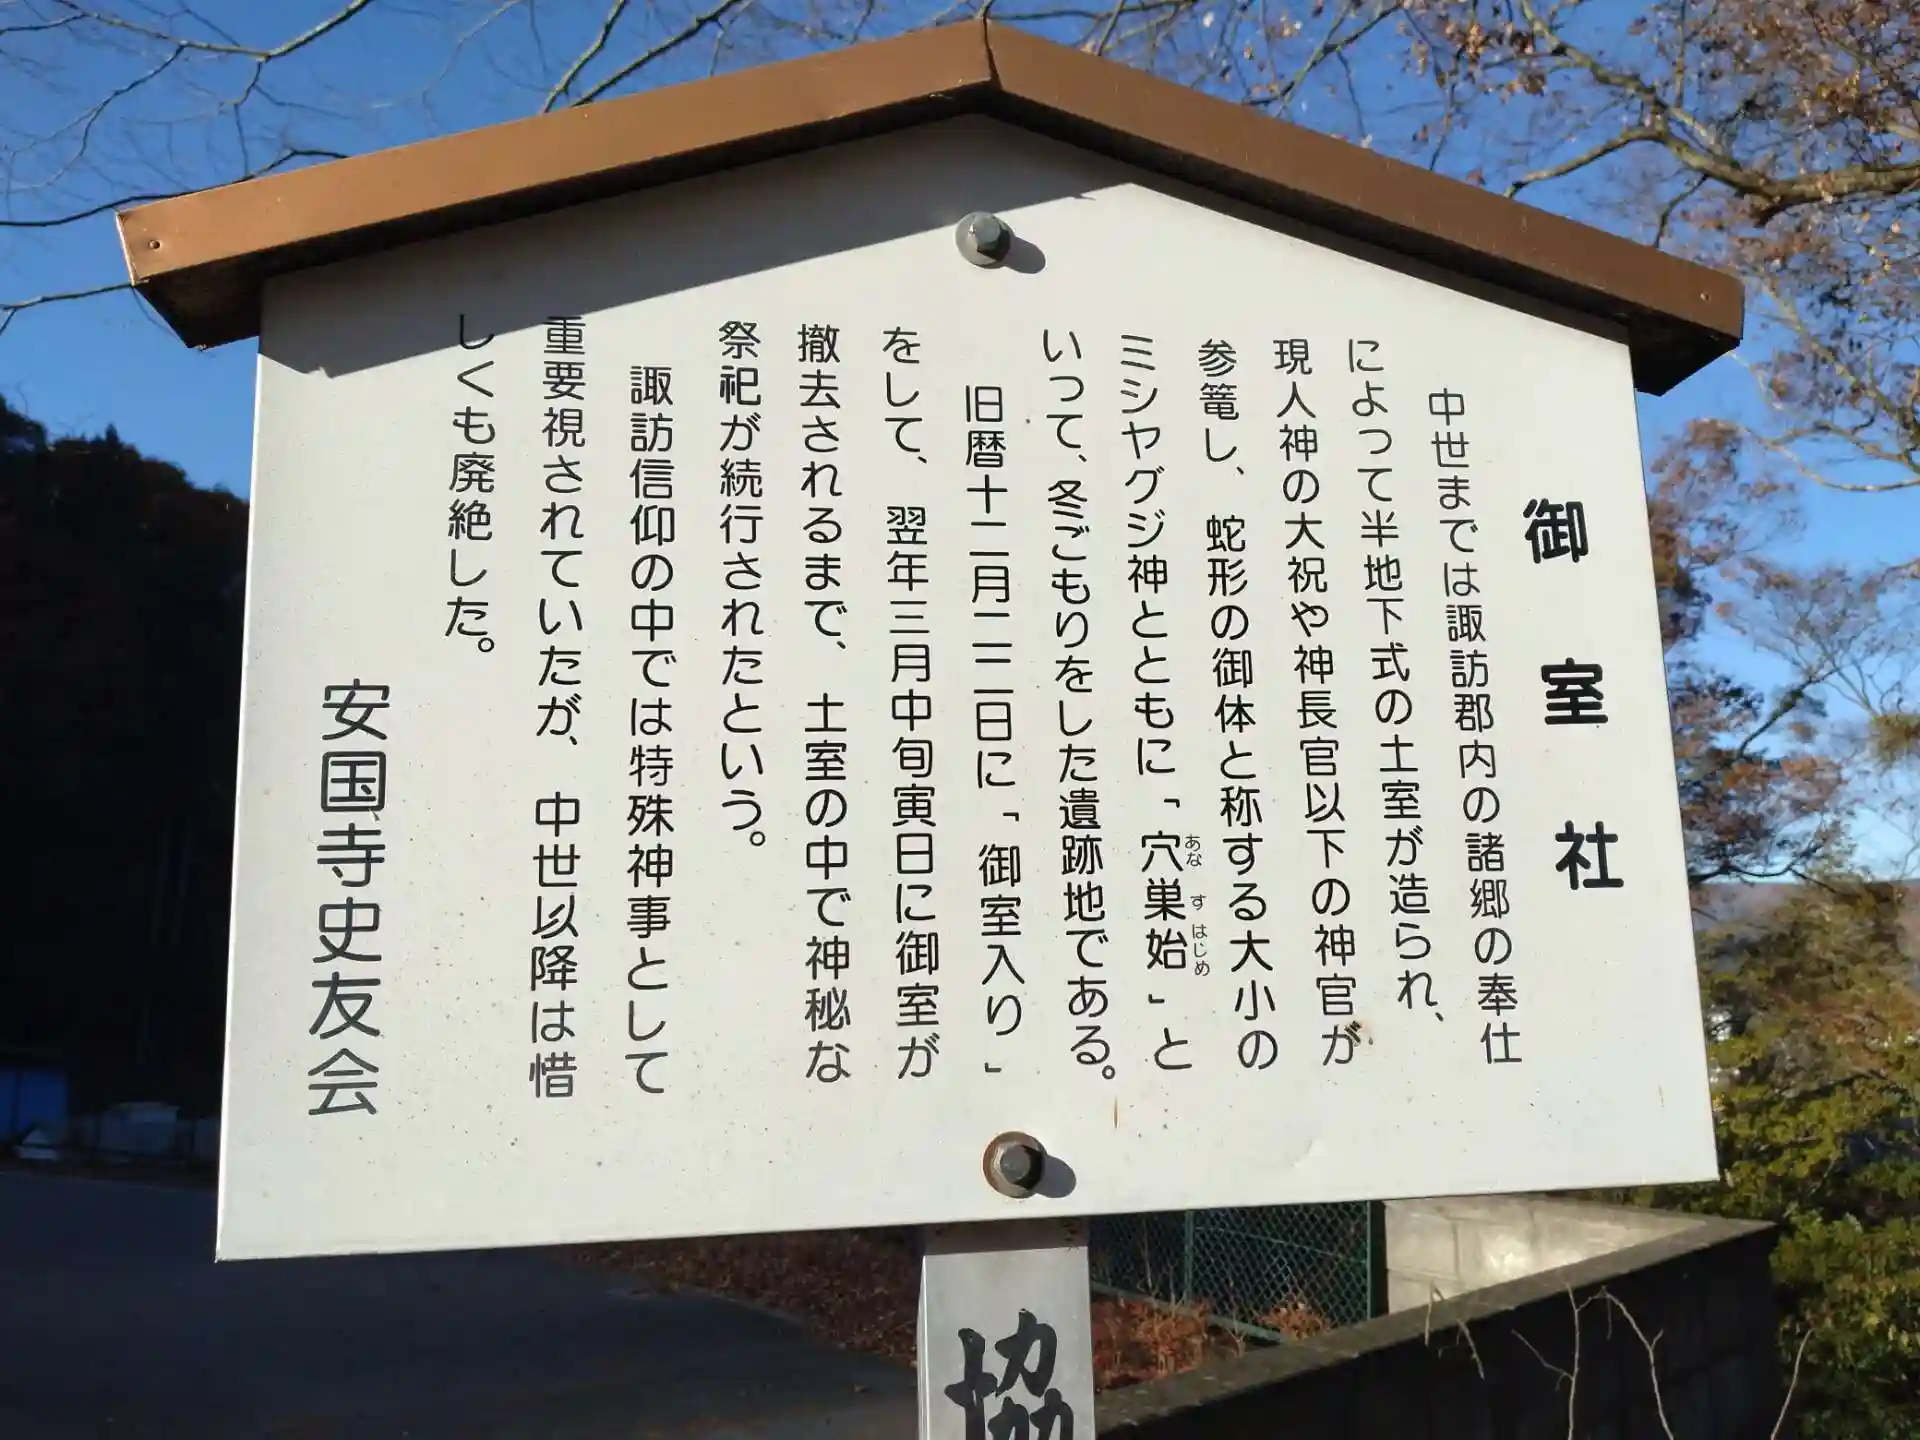 御室社
中世までは諏訪郡内の諸郷の奉仕
によって半地下式の土室が造られ、
現人神の大祝や神長官以下の神官が
参篭し、蛇形の御体と称する大小の
ミシヤグジ神とともに「穴巣始」と
あな す はじめ
いって、冬ごもりをした遺跡地である。
旧暦十二月二二日に「御室入り」
をして、翌年三月中旬寅日に御室が
撤去されるまで、土室の中で神秘な
祭祀が続行されたという。
諏訪信仰の中では特殊神事として
重要視されていたが、中世以降は惜
しくも廃絶した。
安国寺史友会
協